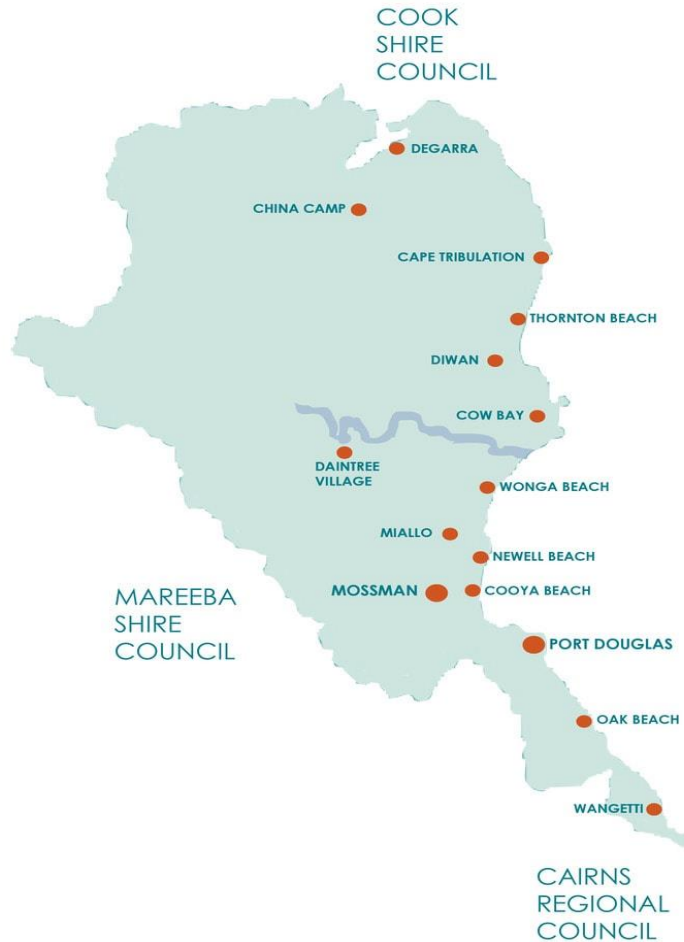 COOK
SHIRE
COUNCIL
DEGARRA
CHINA CAMP
CAPE TRIBULATION
THORNTON BEACH
DIWAN
COW BAY
DAINTREE
VILLAGE
WONGA BEACH
MIALLO
NEWELL BEACH
MOSSMAN
COOYA BEACH
MAREEBA
SHIRE
COUNCIL
PORT DOUGLAS
OAK BEACH
WANGETTI
CAIRNS
REGIONAL
COUNCIL